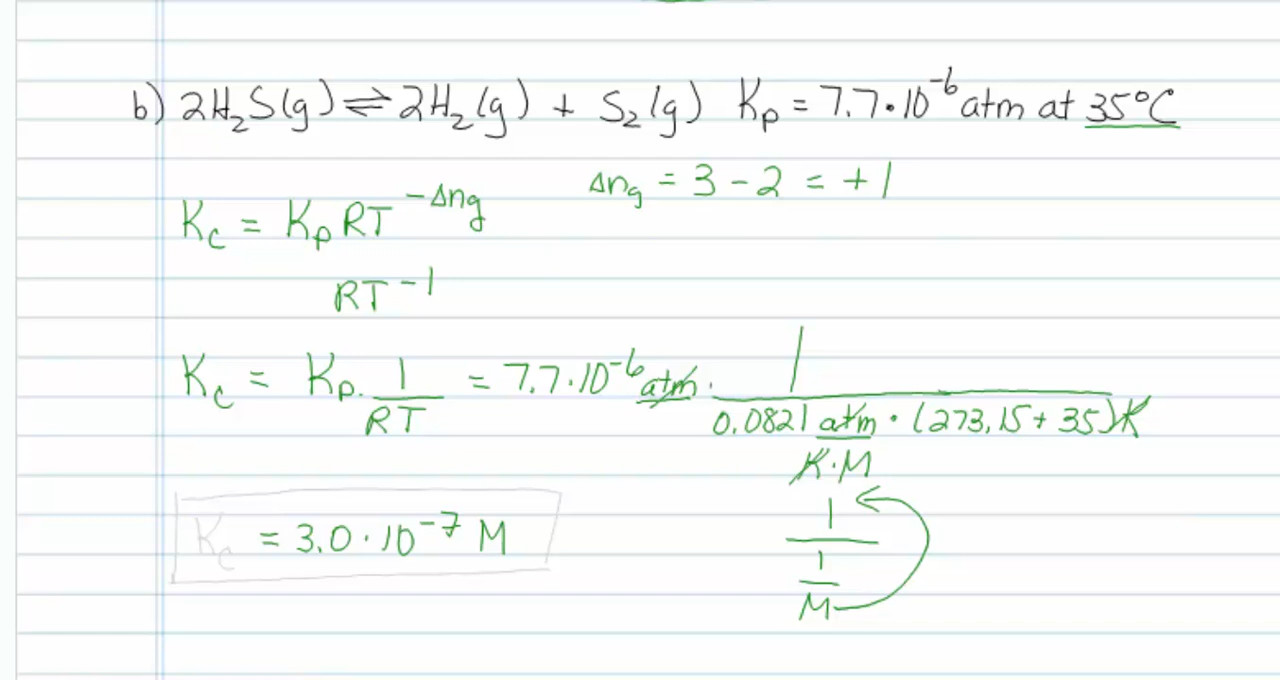 b) 2H₂S(g) ⇌ 2H₂(g) + S₂(g) Kp = 7.7·10⁻⁶ atm at 35°C
Δng = 3 - 2 = +1
Kc = Kp RT^-Δng
RT⁻¹
Kc = Kp · 1/RT = 7.7·10⁻⁶ atm · 1/(0.0821 atm/K·M · (273.15 + 35)K)
Kc = 3.0·10⁻⁷ M
1/(1/M)